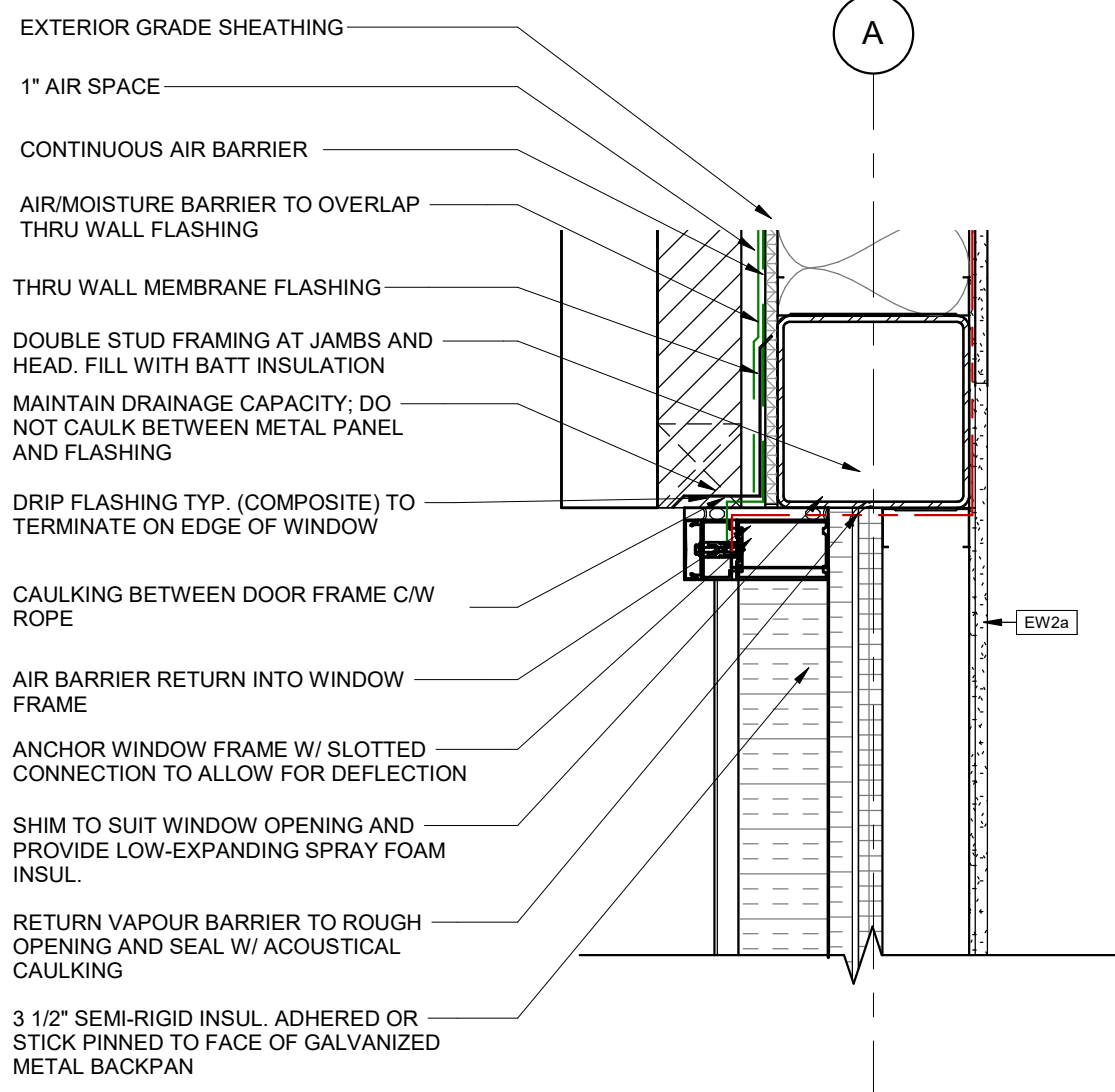 EXTERIOR GRADE SHEATHING
A
1" AIR SPACE
CONTINUOUS AIR BARRIER
AIR/MOISTURE BARRIER TO OVERLAP
THRU WALL FLASHING
THRU WALL MEMBRANE FLASHING
DOUBLE STUD FRAMING AT JAMBS AND
HEAD. FILL WITH BATT INSULATION
MAINTAIN DRAINAGE CAPACITY; DO
NOT CAULK BETWEEN METAL PANEL
AND FLASHING
DRIP FLASHING TYP. (COMPOSITE) TO
TERMINATE ON EDGE OF WINDOW
CAULKING BETWEEN DOOR FRAME C/W
ROPE
EW2a
AIR BARRIER RETURN INTO WINDOW
FRAME
ANCHOR WINDOW FRAME W/ SLOTTED
CONNECTION TO ALLOW FOR DEFLECTION
SHIM TO SUIT WINDOW OPENING AND
PROVIDE LOW-EXPANDING SPRAY FOAM
INSUL.
RETURN VAPOUR BARRIER TO ROUGH
OPENING AND SEAL W/ ACOUSTICAL
CAULKING
3 1/2" SEMI-RIGID INSUL. ADHERED OR
STICK PINNED TO FACE OF GALVANIZED
METAL BACKPAN